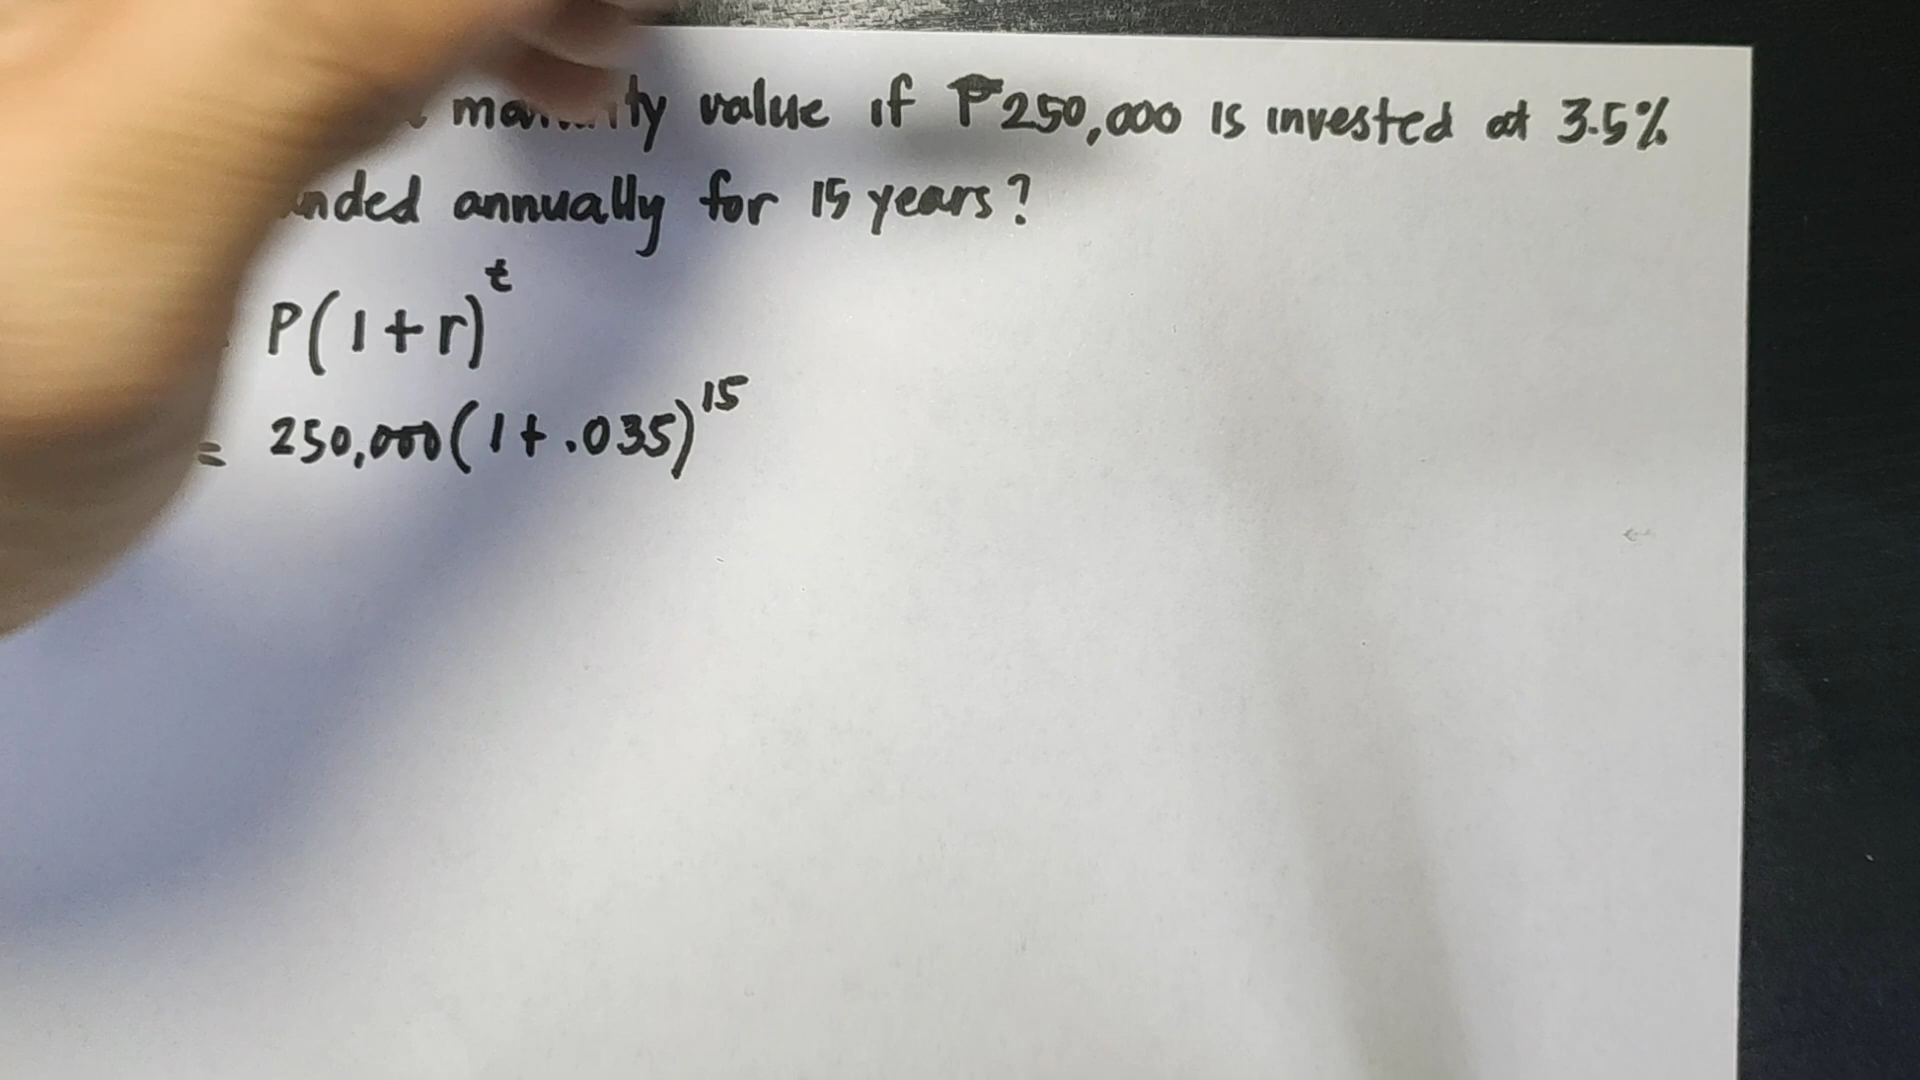 maturity value if ₱250,000 is invested at 3.5%
annually for 15 years?
P(1+r)^t
= 250,000(1+.035)^15